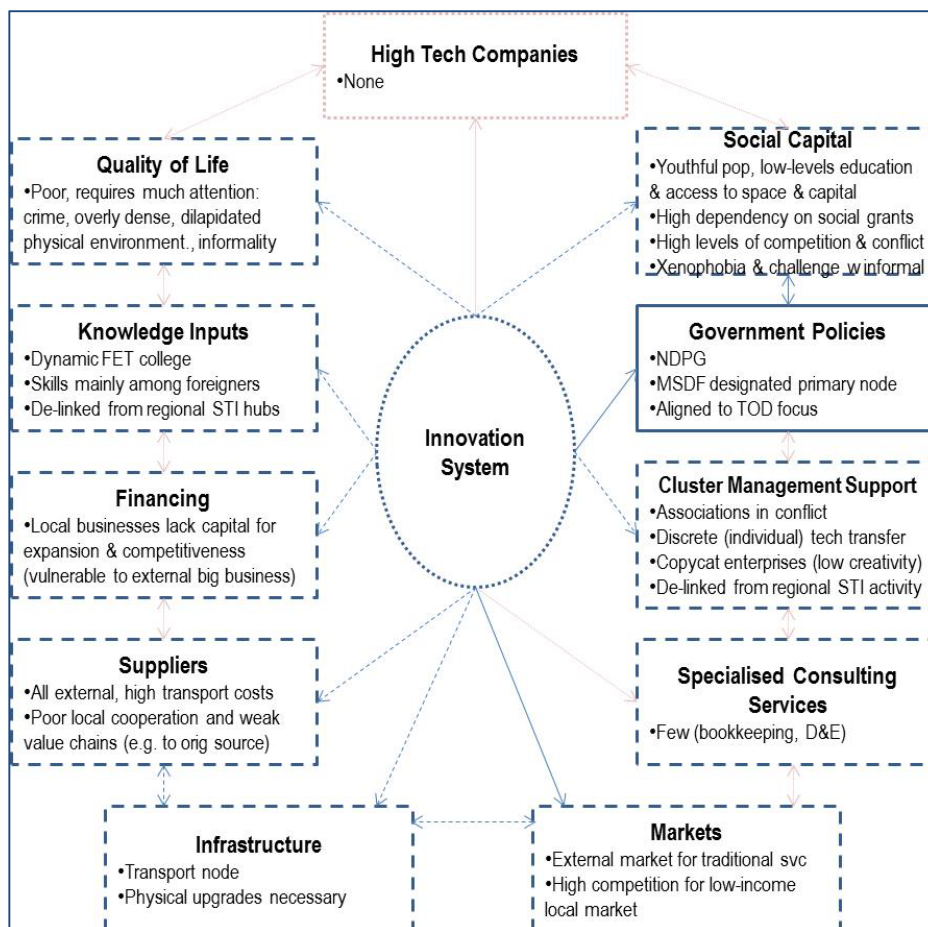 High Tech Companies
•None
Quality of Life
•Poor, requires much attention:
crime, overly dense, dilapidated
physical environment., informality
Social Capital
•Youthful pop, low-levels education
& access to space & capital
•High dependency on social grants
•High levels of competition & conflict
•Xenophobia & challenge w informal
Knowledge Inputs
•Dynamic FET college
•Skills mainly among foreigners
•De-linked from regional STI hubs
Government Policies
•NDPG
•MSDF designated primary node
•Aligned to TOD focus
Innovation
System
Financing
•Local businesses lack capital for
expansion & competitiveness
(vulnerable to external big business)
Cluster Management Support
•Associations in conflict
•Discrete (individual) tech transfer
•Copycat enterprises (low creativity)
•De-linked from regional STI activity
Suppliers
•All external, high transport costs
•Poor local cooperation and weak
value chains (e.g. to orig source)
Specialised Consulting
Services
•Few (bookkeeping, D&E)
Infrastructure
•Transport node
•Physical upgrades necessary
Markets
•External market for traditional svc
•High competition for low-income
local market